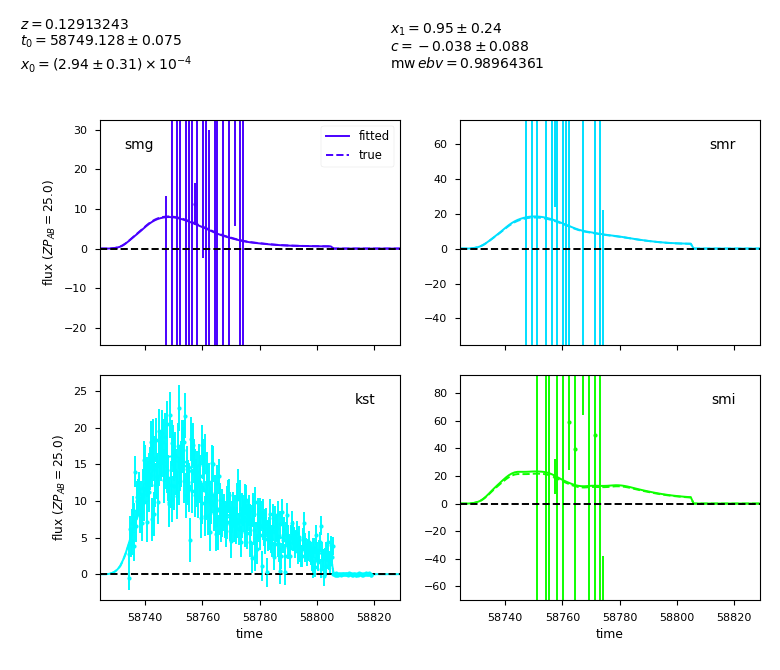 z = 0.12913243
t₀ = 58749.128 ± 0.075
x₀ = (2.94 ± 0.31) × 10⁻⁴
x₁ = 0.95 ± 0.24
c = −0.038 ± 0.088
mw ebv = 0.98964361
smg
fitted
true
30
20
10
0
−10
−20
flux (ZP_AB = 25.0)
smr
60
40
20
0
−20
−40
kst
25
20
15
10
5
0
flux (ZP_AB = 25.0)
58740 58760 58780 58800 58820
time
smi
80
60
40
20
0
−20
−40
−60
58740 58760 58780 58800 58820
time